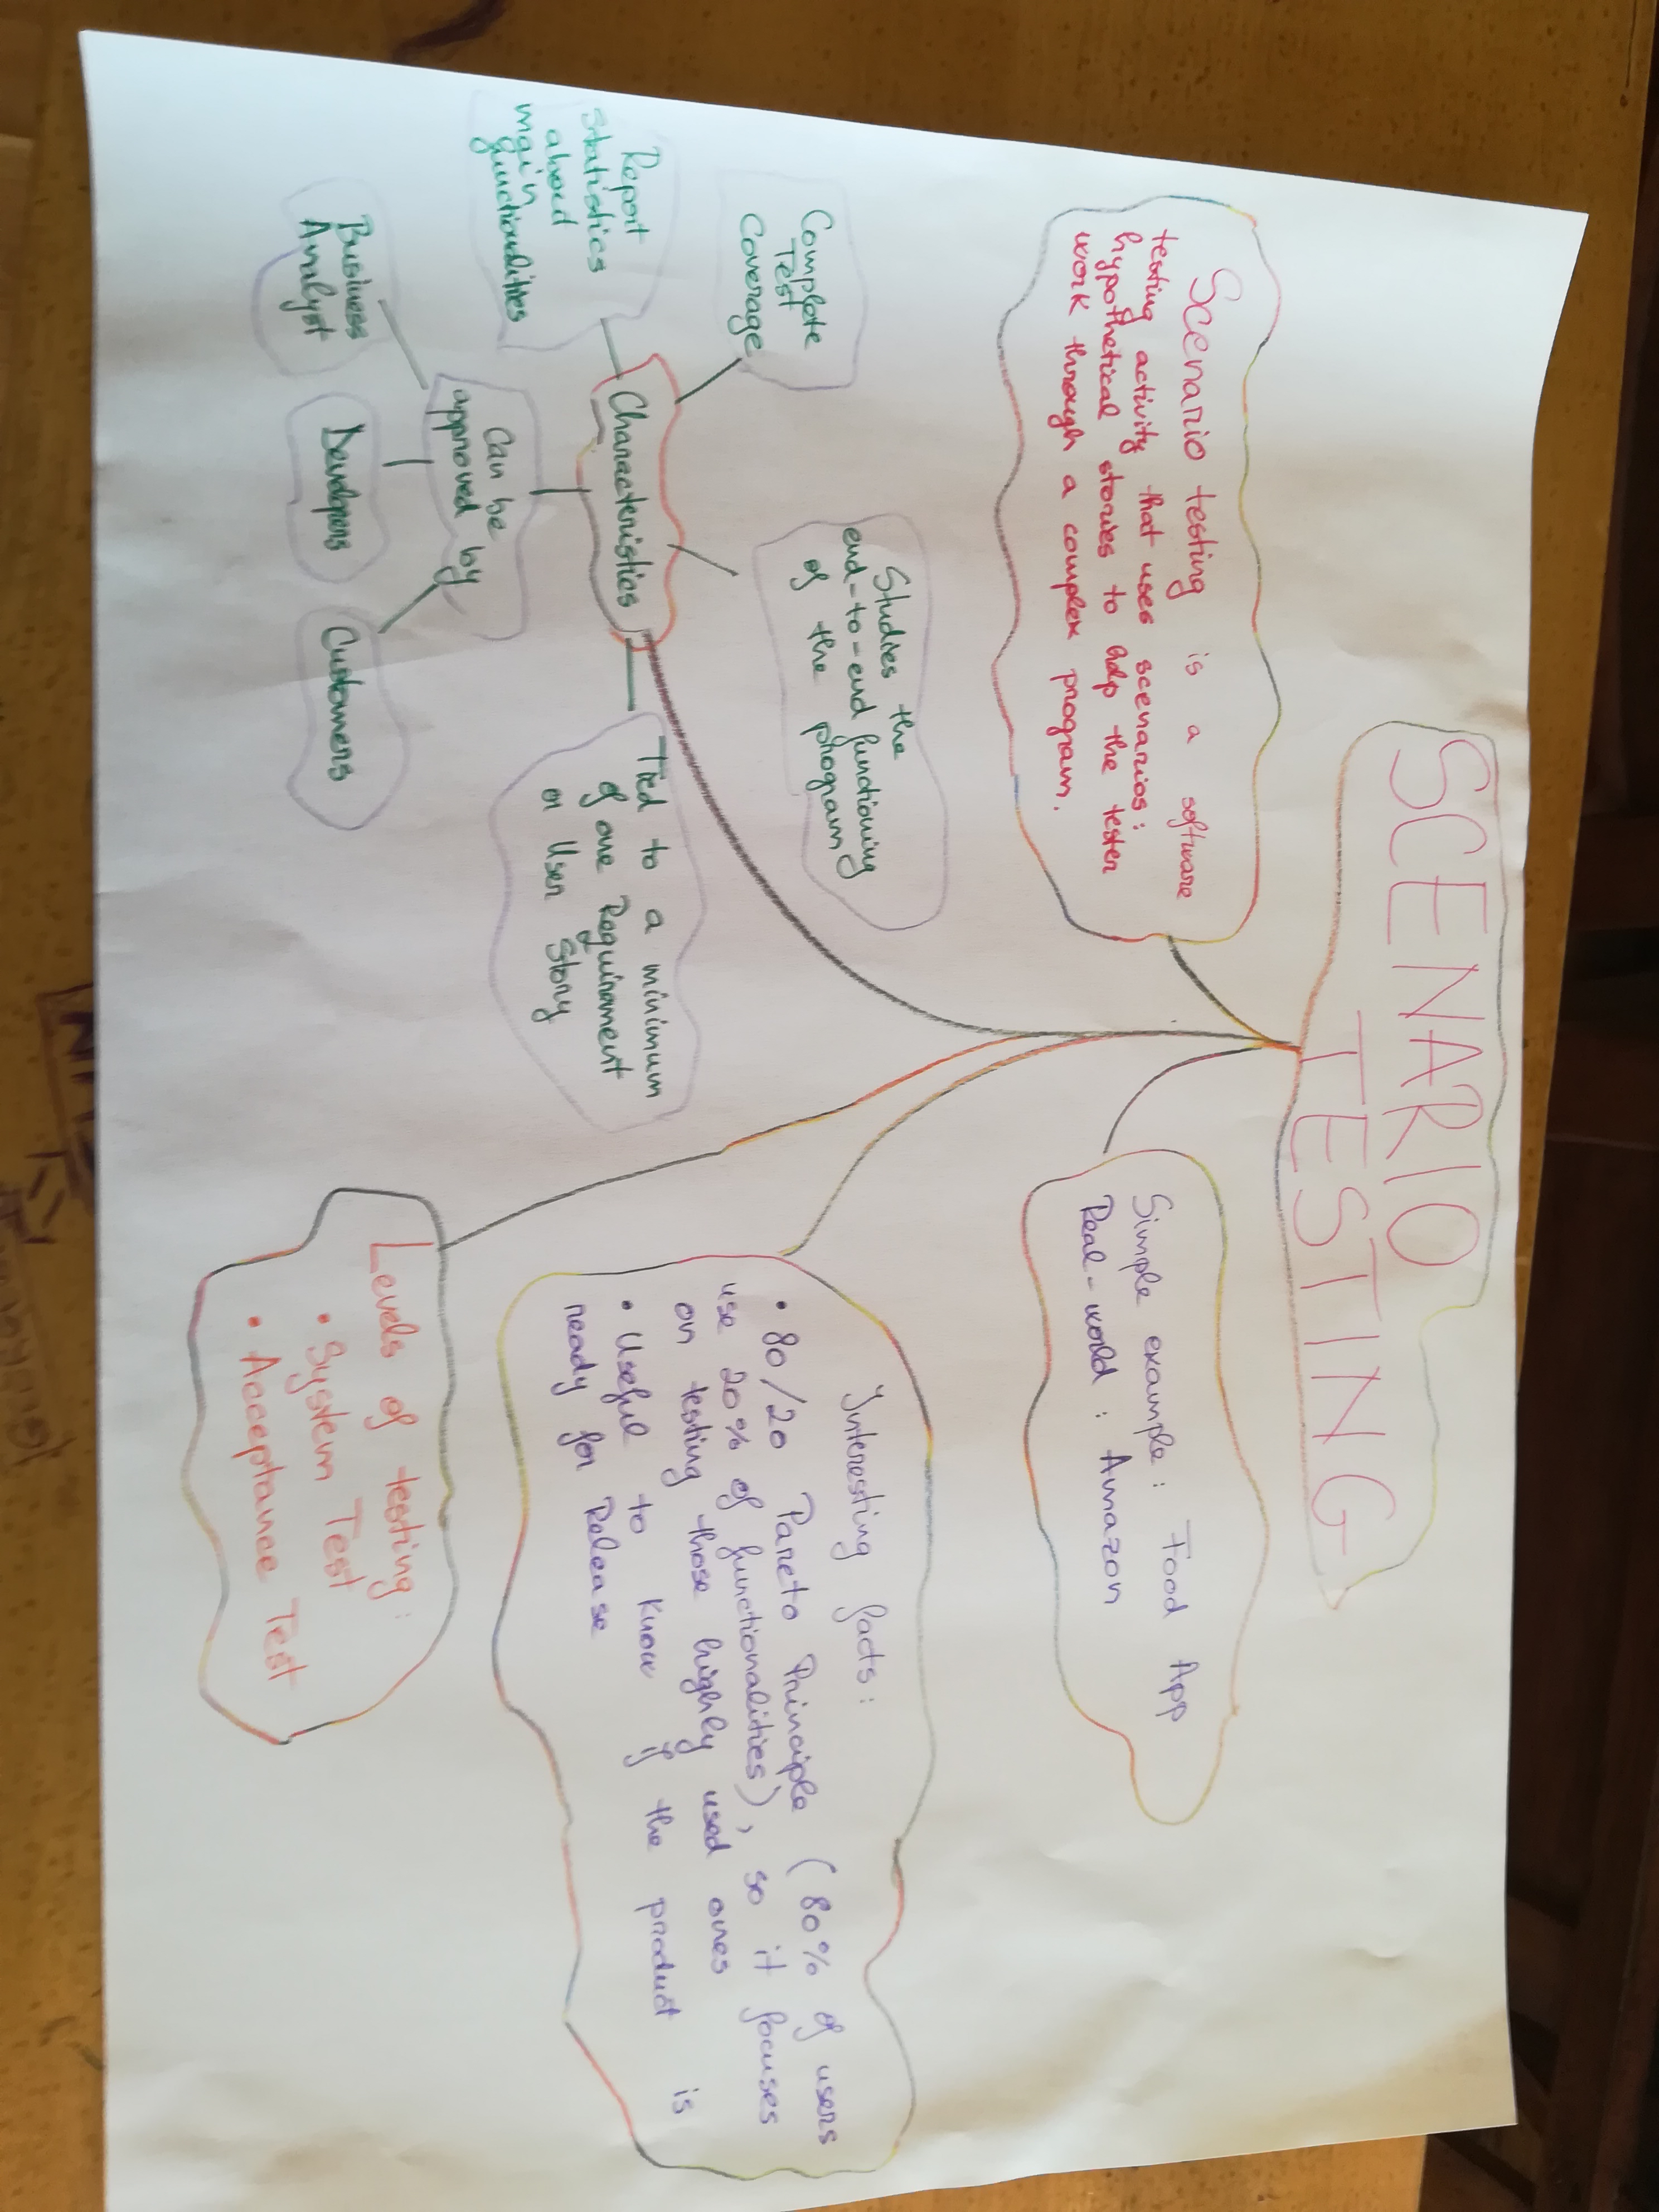 SCENARIO
TESTING
Scenario testing is a software
testing activity that uses scenarios:
hypothetical stories to help the tester
work through a complex program.
Simple example: Food App
Real-world: Amazon
Complete
Test
Coverage
Studies the
end-to-end functioning
of the program
Report
statistics
about
main
functionalities
Characteristics
Tied to a minimum
of one Requirement
or User Story
Can be
approved by
Business
Analyst
Developers
Customers
Interesting facts:
• 80/20 Pareto Principle (80% of users
use 20% of functionalities), so it focuses
on testing those highly used ones
• Useful to know if the product is
ready for Release
Levels of testing:
• System Test
• Acceptance Test